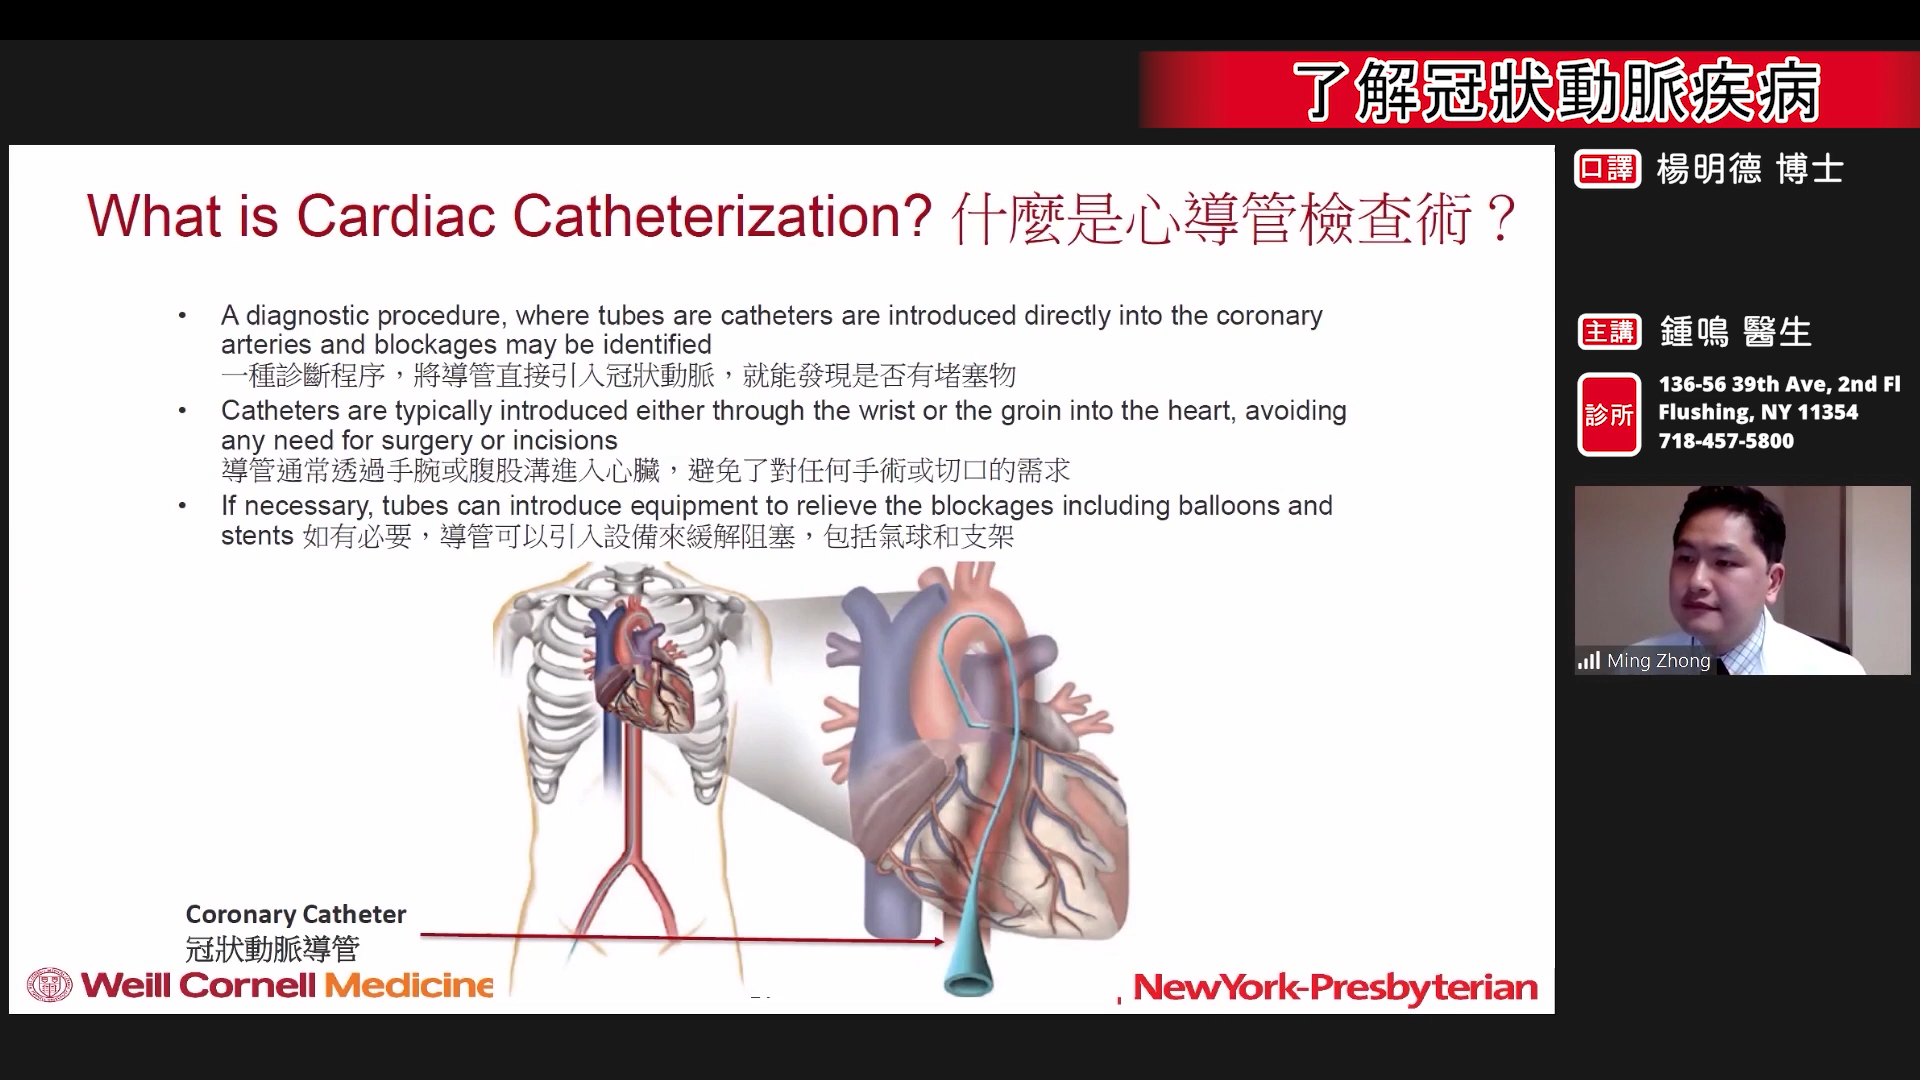 了解冠狀動脈疾病
What is Cardiac Catheterization? 什麼是心導管檢查術？
• A diagnostic procedure, where tubes are catheters are introduced directly into the coronary
arteries and blockages may be identified
一種診斷程序，將導管直接引入冠狀動脈，就能發現是否有堵塞物
• Catheters are typically introduced either through the wrist or the groin into the heart, avoiding
any need for surgery or incisions
導管通常透過手腕或腹股溝進入心臟，避免了對任何手術或切口的需求
• If necessary, tubes can introduce equipment to relieve the blockages including balloons and
stents 如有必要，導管可以引入設備來緩解阻塞，包括氣球和支架
Coronary Catheter
冠狀動脈導管
Weill Cornell Medicine
NewYork-Presbyterian
口譯 楊明德 博士
主講 鍾鳴 醫生
診所
136-56 39th Ave, 2nd Fl
Flushing, NY 11354
718-457-5800
Ming Zhong